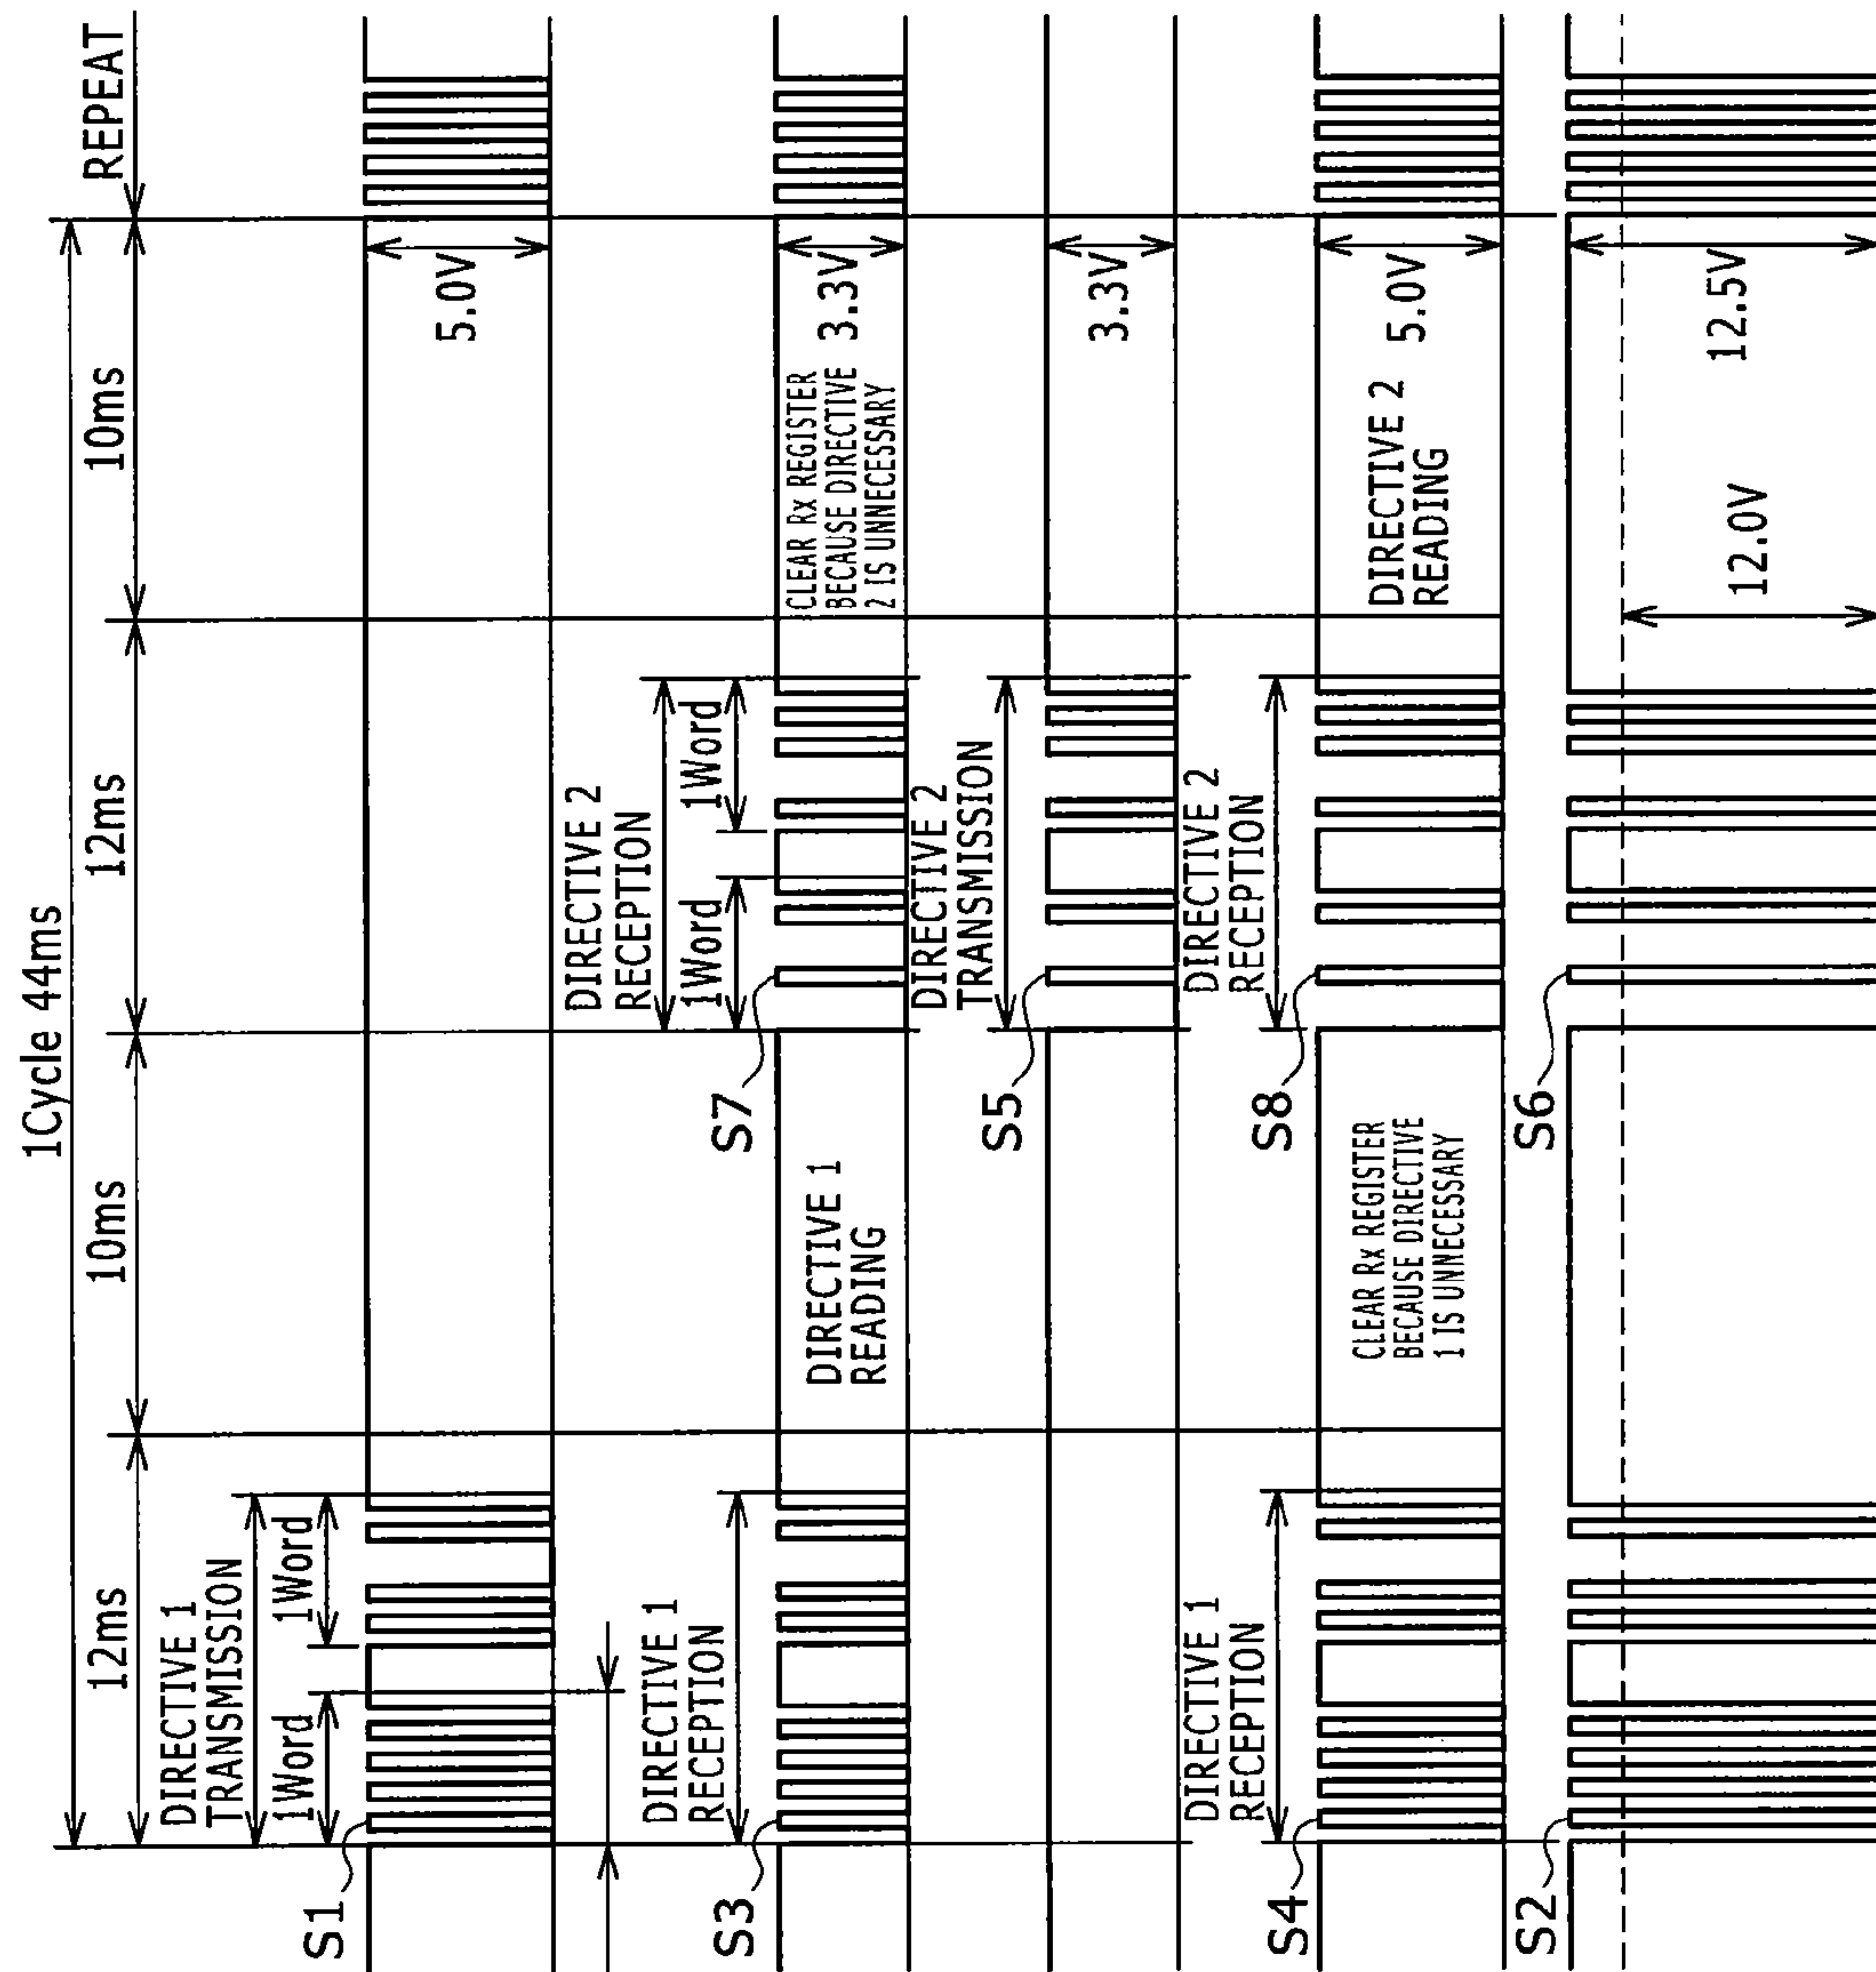 1Cycle 44ms
12ms
10ms
12ms
10ms
REPEAT
DIRECTIVE 1
TRANSMISSION
1Word
1Word
S1
5.0V
DIRECTIVE 1
RECEPTION
S3
DIRECTIVE 1
READING
DIRECTIVE 2
RECEPTION
1Word
1Word
S7
CLEAR Rx REGISTER
BECAUSE DIRECTIVE
2 IS UNNECESSARY
3.3V
DIRECTIVE 2
TRANSMISSION
S5
3.3V
DIRECTIVE 1
RECEPTION
S4
CLEAR Rx REGISTER
BECAUSE DIRECTIVE
1 IS UNNECESSARY
DIRECTIVE 2
RECEPTION
S8
DIRECTIVE 2
READING
5.0V
S2
S6
12.0V
12.5V